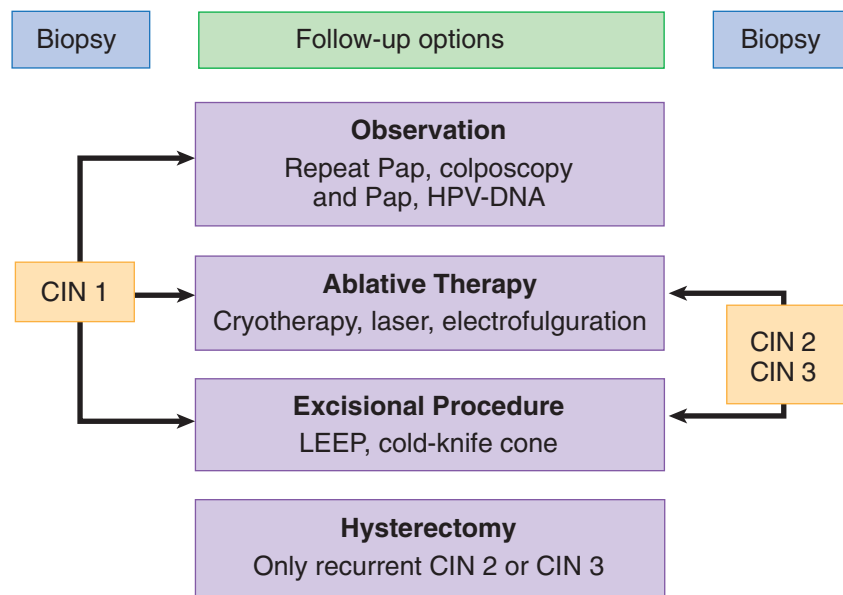 Biopsy
Follow-up options
Biopsy
Observation
Repeat Pap, colposcopy
and Pap, HPV-DNA
CIN 1
Ablative Therapy
Cryotherapy, laser, electrofulguration
CIN 2
CIN 3
Excisional Procedure
LEEP, cold-knife cone
Hysterectomy
Only recurrent CIN 2 or CIN 3